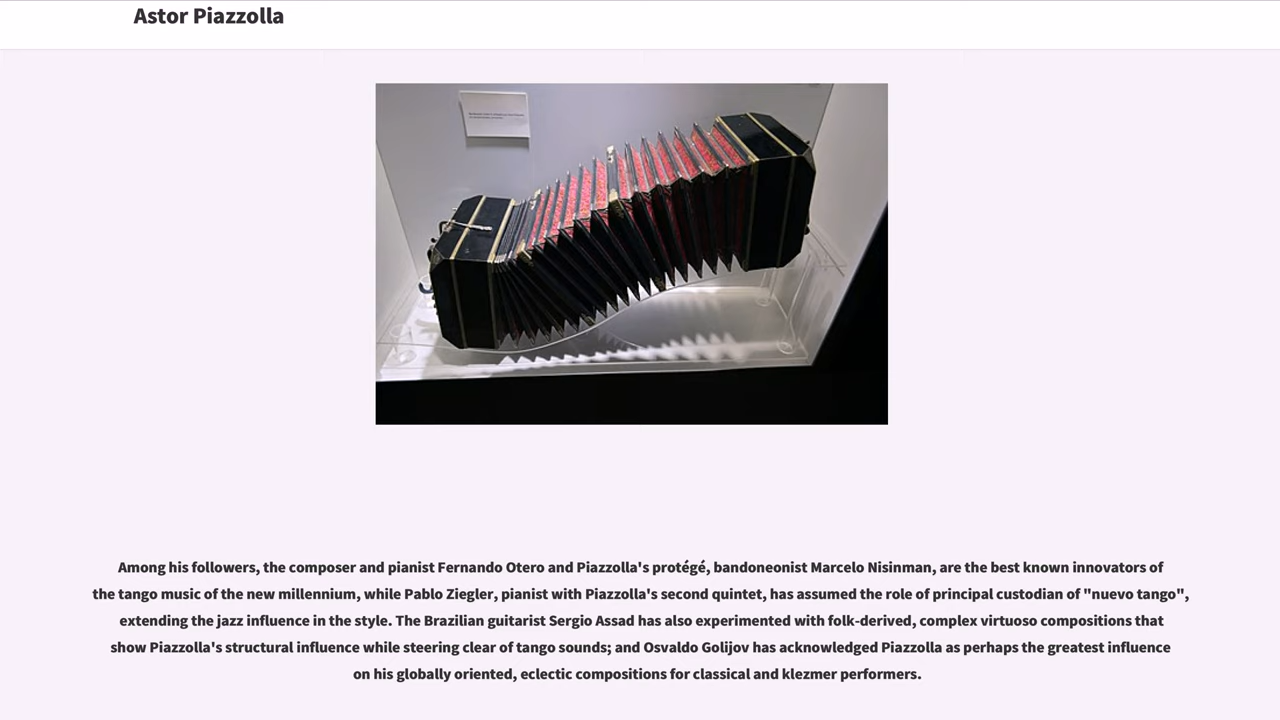 Astor Piazzolla
Among his followers, the composer and pianist Fernando Otero and Piazzolla's protégé, bandoneonist Marcelo Nisinman, are the best known innovators of
the tango music of the new millennium, while Pablo Ziegler, pianist with Piazzolla's second quintet, has assumed the role of principal custodian of "nuevo tango",
extending the jazz influence in the style. The Brazilian guitarist Sergio Assad has also experimented with folk-derived, complex virtuoso compositions that
show Piazzolla's structural influence while steering clear of tango sounds; and Osvaldo Golijov has acknowledged Piazzolla as perhaps the greatest influence
on his globally oriented, eclectic compositions for classical and klezmer performers.